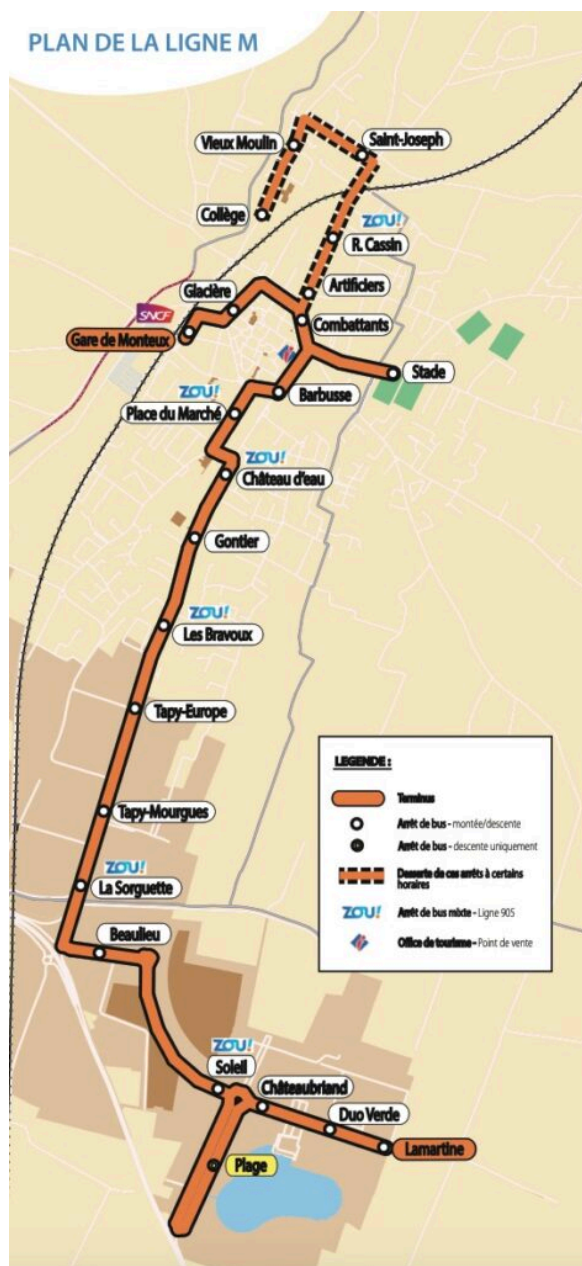 PLAN DE LA LIGNE M
Vieux Moulin
Saint-Joseph
Collège
ZOU!
R. Cassin
Glacière
Artificiers
SNCF
Combattants
Gare de Monteux
Stade
ZOU!
Barbusse
Place du Marché
ZOU!
Château d'eau
Gontier
ZOU!
Les Bravoux
Tapy-Europe
Tapy-Mourgues
ZOU!
La Sorguette
Beaulieu
ZOU!
Soleil
Châteaubriand
Duo Verde
Lamartine
Plage
LEGENDE :
Terminus
Arrêt de bus - montée/descente
Arrêt de bus - descente uniquement
Desserte de ces arrêts à certains
horaires
ZOU! Arrêt de bus mixte - Ligne 905
Office de tourisme - Point de vente